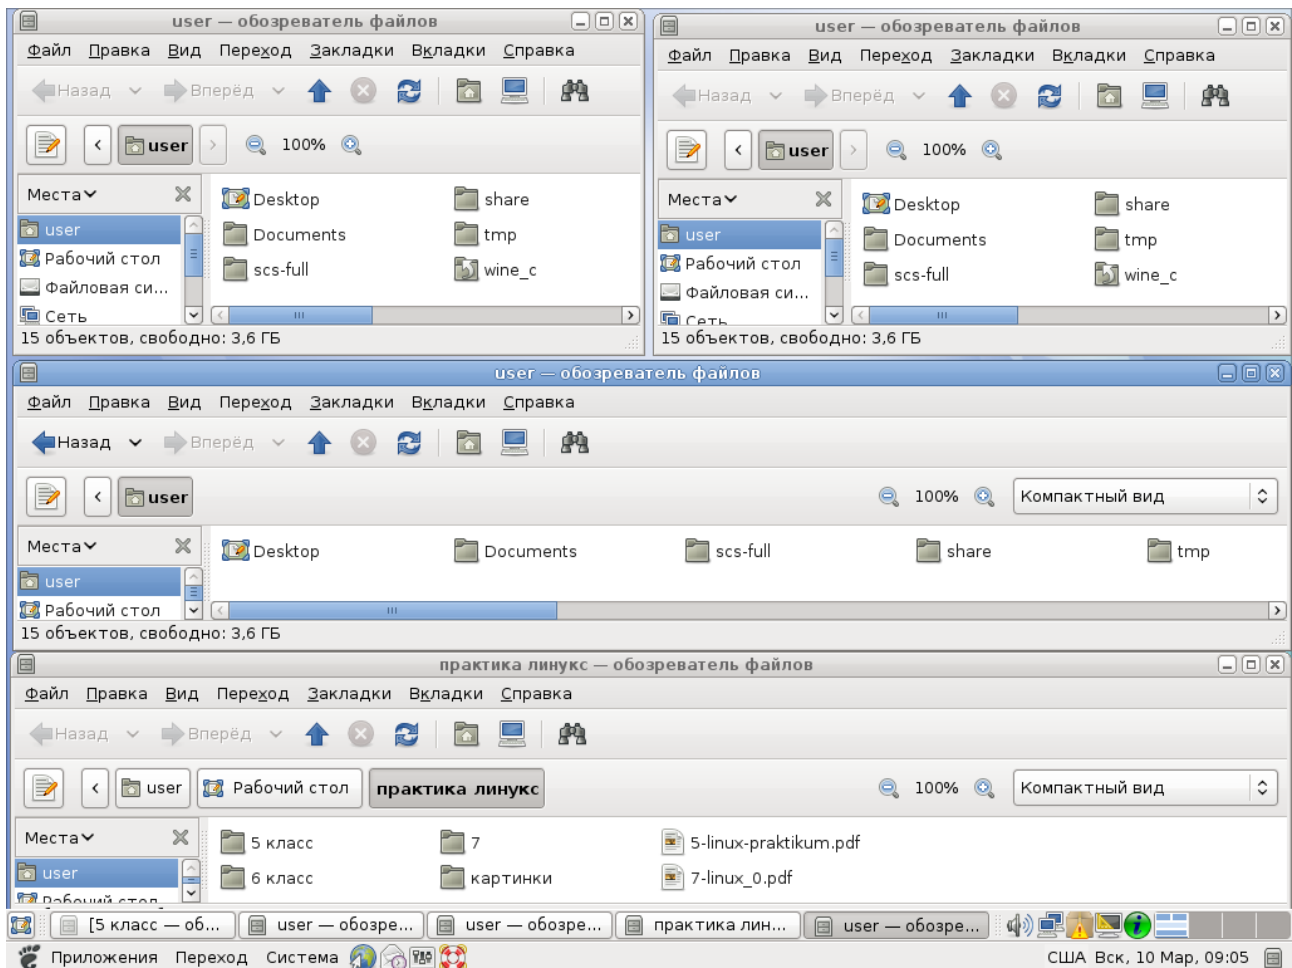 user — обозреватель файлов
Файл Правка Вид Переход Закладки Вкладки Справка
Назад Вперёд
user 100%
Места
user
Рабочий стол
Файловая си...
Сеть
Desktop share
Documents tmp
scs-full wine_c
15 объектов, свободно: 3,6 ГБ
user — обозреватель файлов
Файл Правка Вид Переход Закладки Вкладки Справка
Назад Вперёд
user 100%
Места
user
Рабочий стол
Файловая си...
Сеть
Desktop share
Documents tmp
scs-full wine_c
15 объектов, свободно: 3,6 ГБ
user — обозреватель файлов
Файл Правка Вид Переход Закладки Вкладки Справка
Назад Вперёд
user 100% Компактный вид
Места
user
Рабочий стол
Desktop Documents scs-full share tmp
15 объектов, свободно: 3,6 ГБ
практика линукс — обозреватель файлов
Файл Правка Вид Переход Закладки Вкладки Справка
Назад Вперёд
user Рабочий стол практика линукс 100% Компактный вид
Места
user
Рабочий стол
5 класс 7 5-linux-praktikum.pdf
6 класс картинки 7-linux_0.pdf
[5 класс — об... user — обозре... user — обозре... практика лин... user — обозре...
Приложения Переход Система США Вск, 10 Мар, 09:05